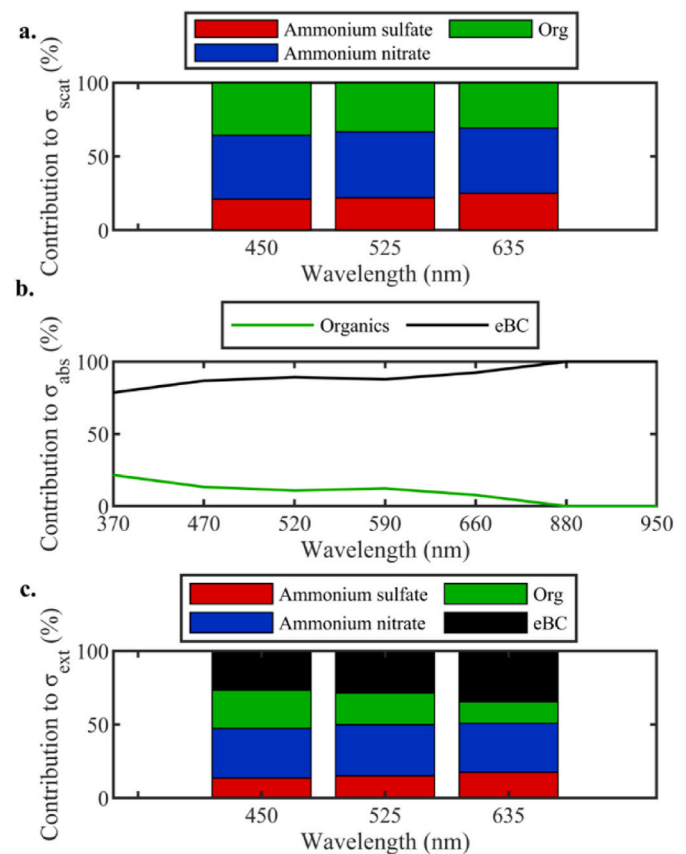 a.
Ammonium sulfate Org
Ammonium nitrate
Contribution to σscat (%)
100
50
0
450 525 635
Wavelength (nm)
b.
Organics eBC
Contribution to σabs (%)
100
50
0
370 470 520 590 660 880 950
Wavelength (nm)
c.
Ammonium sulfate Org
Ammonium nitrate eBC
Contribution to σext (%)
100
50
0
450 525 635
Wavelength (nm)